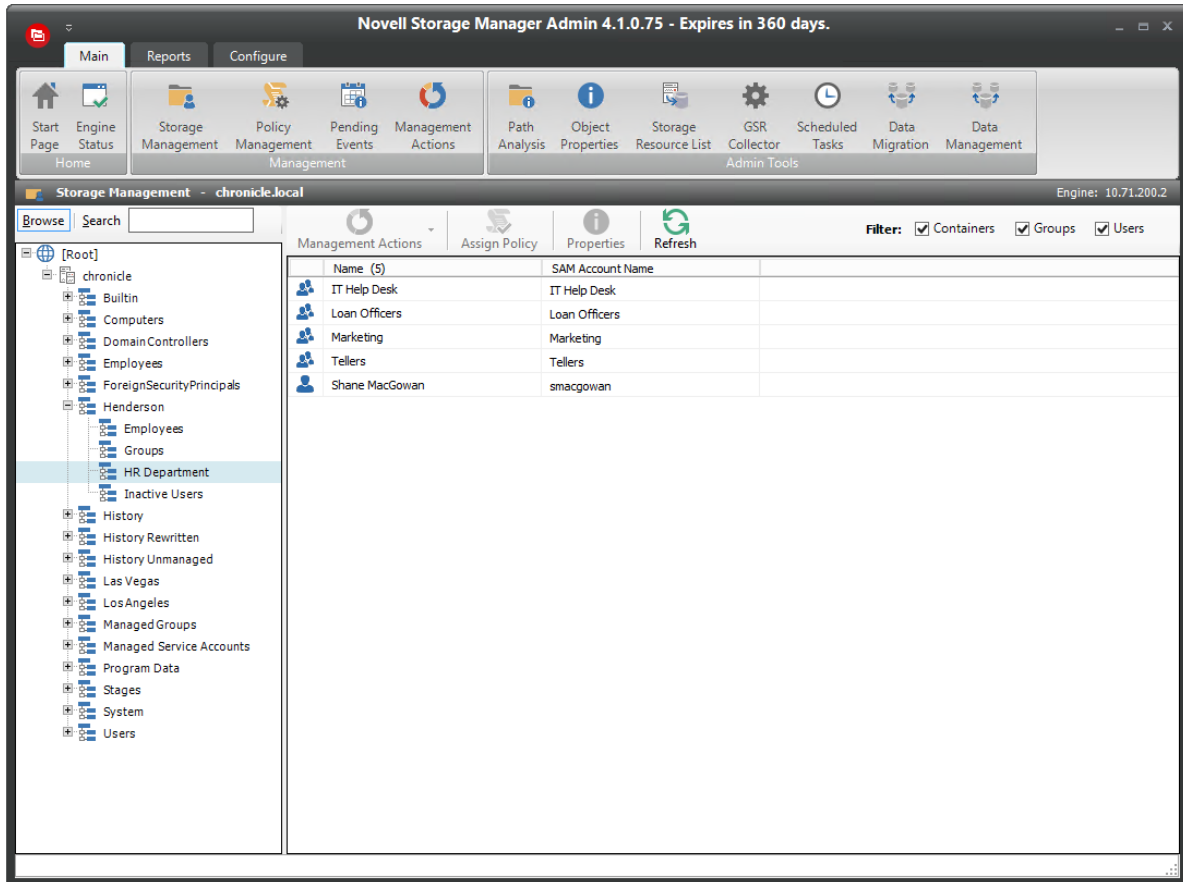 Novell Storage Manager Admin 4.1.0.75 - Expires in 360 days.
Main Reports Configure
Start Page Engine Status Storage Management Policy Management Pending Events Management Actions Path Analysis Object Properties Storage Resource List GSR Collector Scheduled Tasks Data Migration Data Management
Home Management Admin Tools
Storage Management - chronicle.local Engine: 10.71.200.2
Browse Search
Management Actions Assign Policy Properties Refresh Filter: Containers Groups Users
[Root]
chronicle
Builtin
Computers
Domain Controllers
Employees
ForeignSecurityPrincipals
Henderson
Employees
Groups
HR Department
Inactive Users
History
History Rewritten
History Unmanaged
Las Vegas
Los Angeles
Managed Groups
Managed Service Accounts
Program Data
Stages
System
Users
Name (5) SAM Account Name
IT Help Desk IT Help Desk
Loan Officers Loan Officers
Marketing Marketing
Tellers Tellers
Shane MacGowan smacgowan